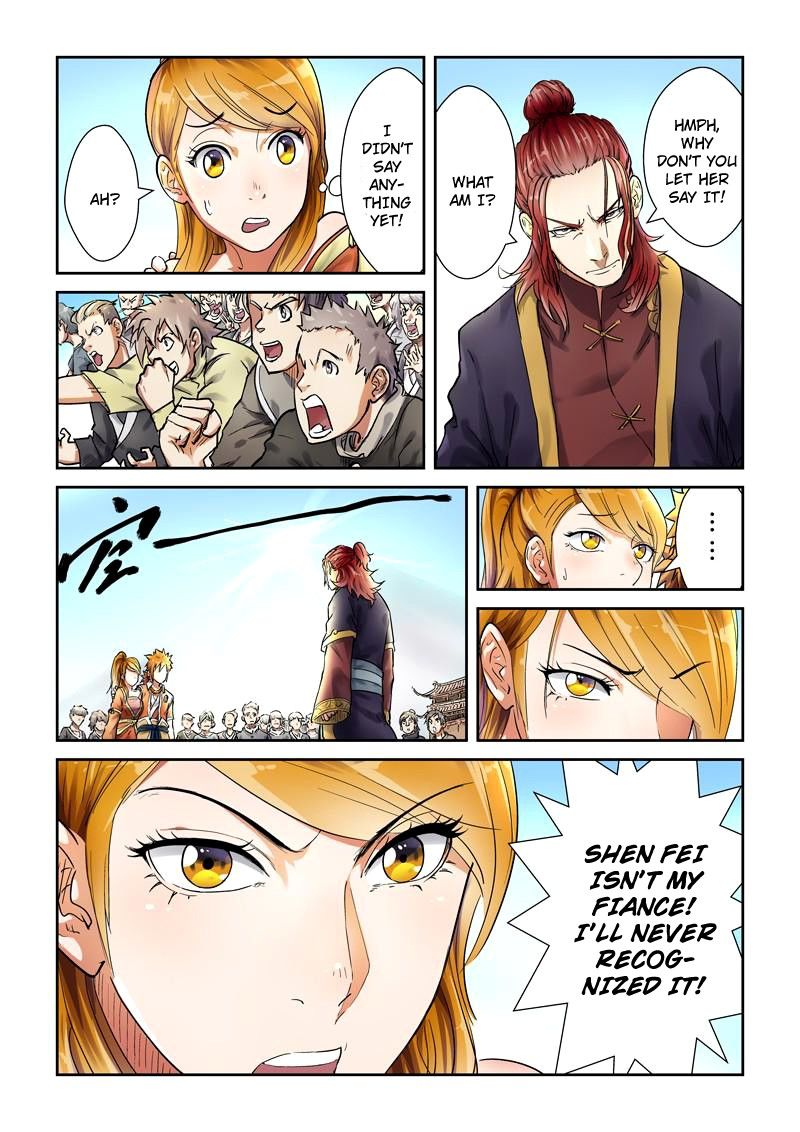 HMPH,
WHY
DON'T YOU
LET HER
SAY IT!
WHAT
AM I?
I
DIDN'T
SAY
ANY-
THING
YET!
AH?
......
SHEN FEI
ISN'T MY
FIANCE!
I'LL NEVER
RECOG-
NIZED IT!